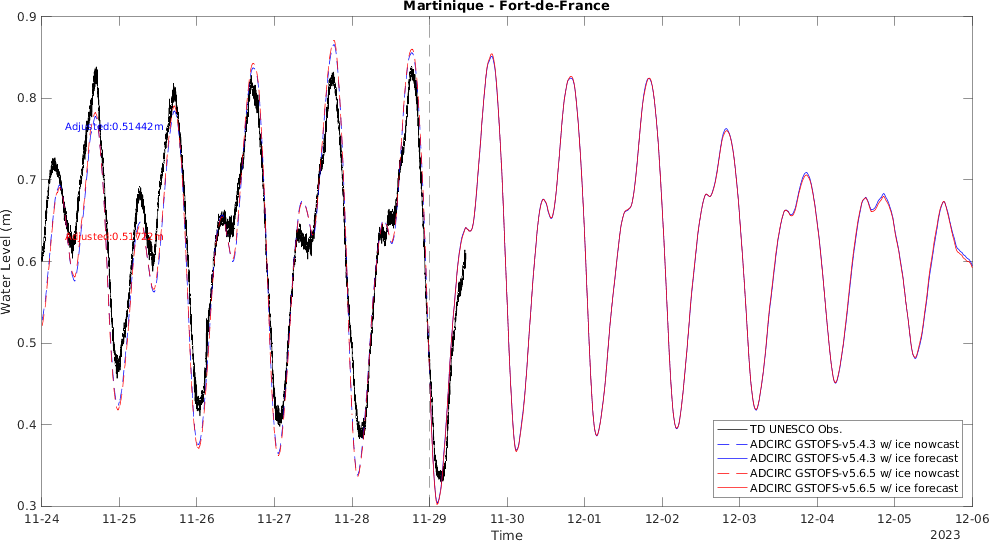 Martinique - Fort-de-France
0.9
0.8
0.7
0.6
0.5
0.4
0.3
Water Level (m)
Adjusted:0.51442m
Adjusted:0.51722m
TD UNESCO Obs.
ADCIRC GSTOFS-v5.4.3 w/ ice nowcast
ADCIRC GSTOFS-v5.4.3 w/ ice forecast
ADCIRC GSTOFS-v5.6.5 w/ ice nowcast
ADCIRC GSTOFS-v5.6.5 w/ ice forecast
11-24 11-25 11-26 11-27 11-28 11-29 11-30 12-01 12-02 12-03 12-04 12-05 12-06
Time
2023